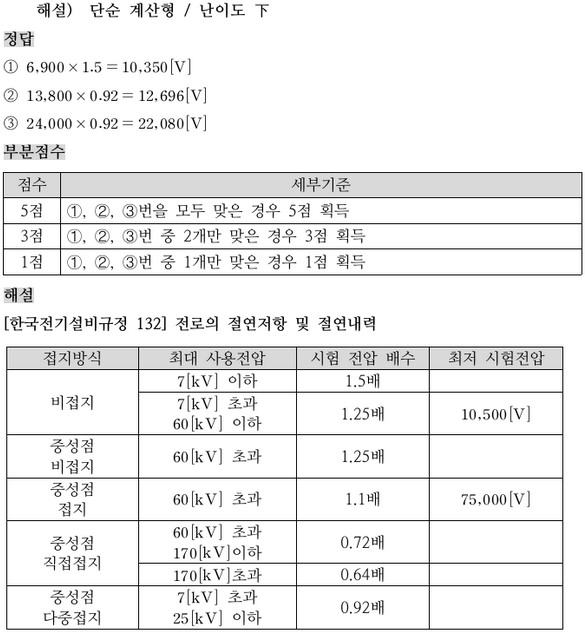 해설) 단순 계산형 / 난이도 下
정답
① 6,900×1.5=10,350[V]
② 13,800×0.92=12,696[V]
③ 24,000×0.92=22,080[V]
부분점수
점수 세부기준
5점 ①, ②, ③번을 모두 맞은 경우 5점 획득
3점 ①, ②, ③번 중 2개만 맞은 경우 3점 획득
1점 ①, ②, ③번 중 1개만 맞은 경우 1점 획득
해설
[한국전기설비규정 132] 전로의 절연저항 및 절연내력
접지방식 최대 사용전압 시험 전압 배수 최저 시험전압
비접지
7[kV] 이하 1.5배
7[kV] 초과
60[kV] 이하
1.25배 10,500[V]
중성점
비접지
60[kV] 초과 1.25배
중성점
접지
60[kV] 초과 1.1배 75,000[V]
중성점
직접접지
60[kV] 초과
170[kV]이하
0.72배
170[kV]초과 0.64배
중성점
다중접지
7[kV] 초과
25[kV] 이하
0.92배